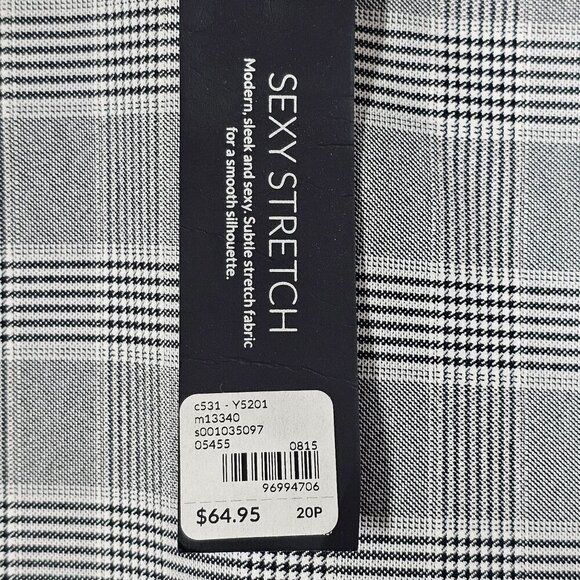 SEXY STRETCH
Modern, sleek and sexy. Subtle stretch fabric
for a smooth silhouette.
c531 - Y5201
m13340
s001035097
05455 0815
96994706
$64.95 20P